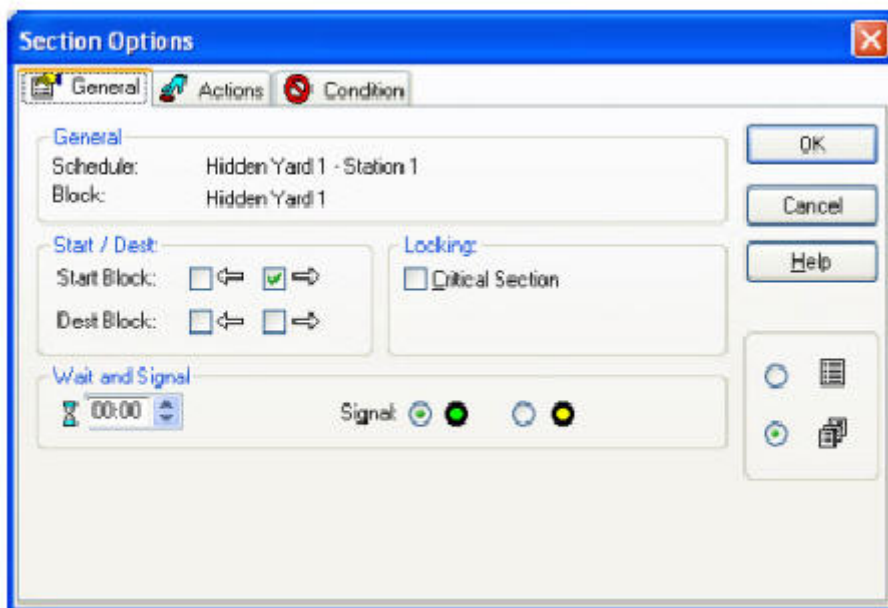 Section Options
General Actions Condition
General
Schedule: Hidden Yard 1 - Station 1
Block: Hidden Yard 1
Start / Dest:
Start Block:
Dest Block:
Locking:
Critical Section
Wait and Signal
00:00
Signal:
OK
Cancel
Help